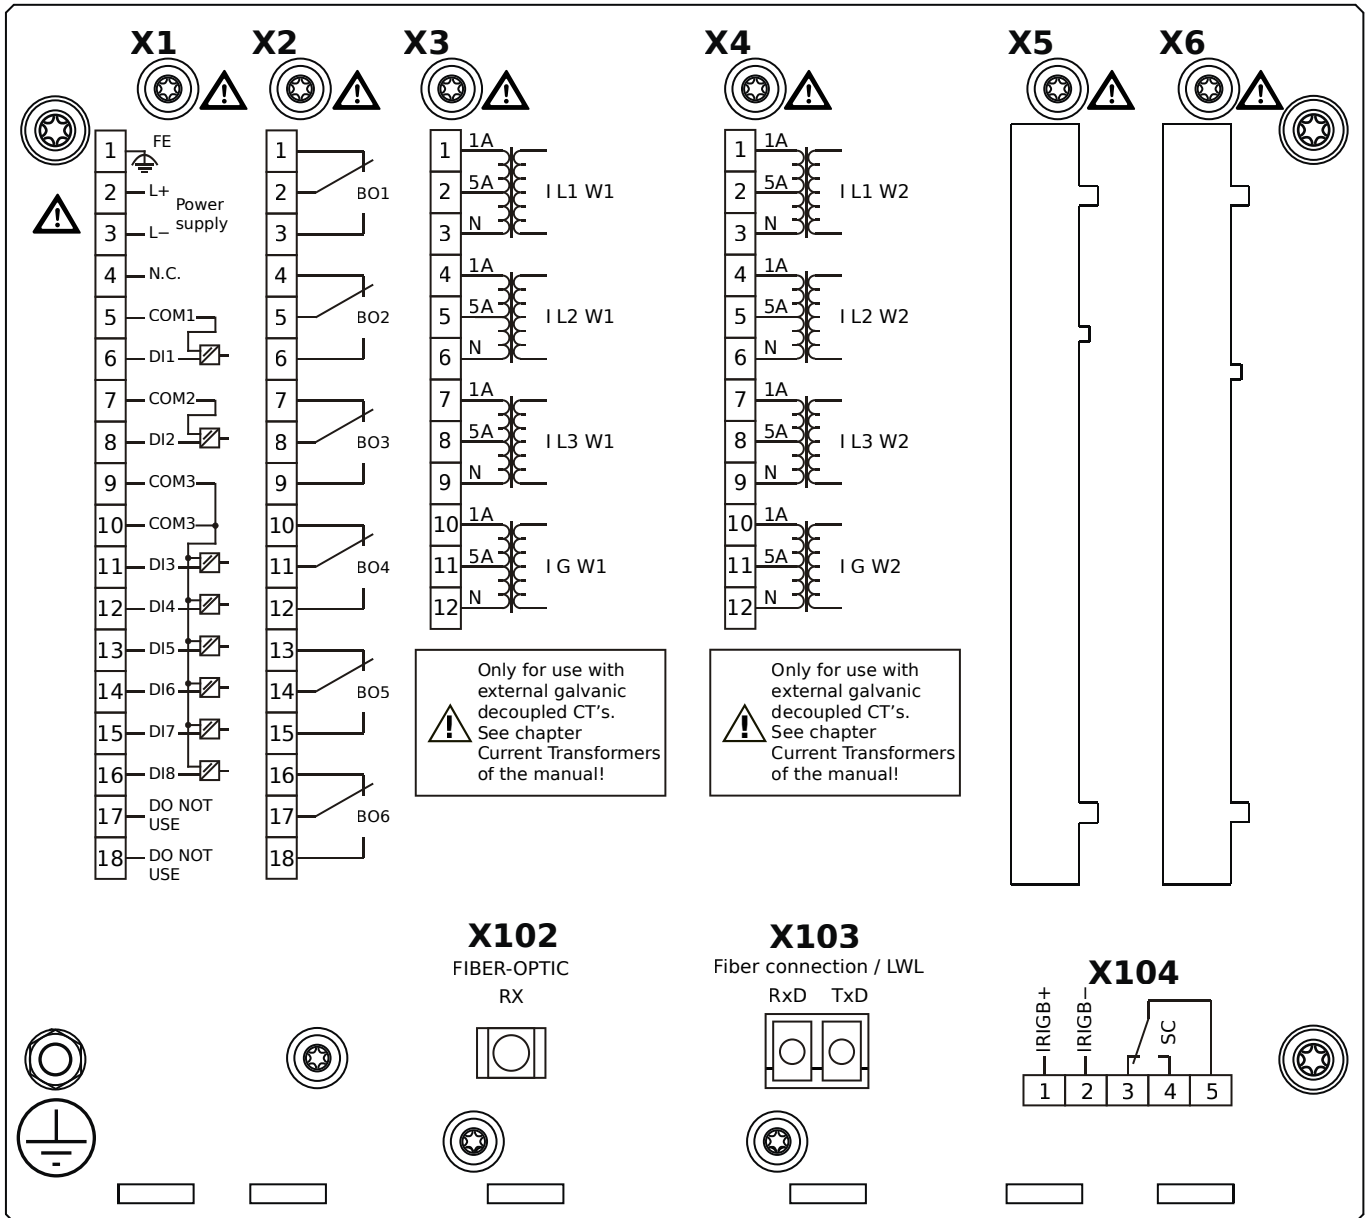 X1
X2
X3
X4
X5
X6
1 FE
2 L+
Power
supply
3 L−
4 N.C.
5 COM1
6 DI1
7 COM2
8 DI2
9 COM3
10 COM3
11 DI3
12 DI4
13 DI5
14 DI6
15 DI7
16 DI8
17 DO NOT
USE
18 DO NOT
USE
1
2 BO1
3
4
5 BO2
6
7
8 BO3
9
10
11 BO4
12
13
14 BO5
15
16
17 BO6
18
1 1A
2 5A I L1 W1
3 N
4 1A
5 5A I L2 W1
6 N
7 1A
8 5A I L3 W1
9 N
10 1A
11 5A I G W1
12 N
Only for use with
external galvanic
decoupled CT's.
See chapter
Current Transformers
of the manual!
1 1A
2 5A I L1 W2
3 N
4 1A
5 5A I L2 W2
6 N
7 1A
8 5A I L3 W2
9 N
10 1A
11 5A I G W2
12 N
Only for use with
external galvanic
decoupled CT's.
See chapter
Current Transformers
of the manual!
X102
FIBER-OPTIC
RX
X103
Fiber connection / LWL
RxD TxD
X104
IRIGB+
IRIGB−
SC
1 2 3 4 5